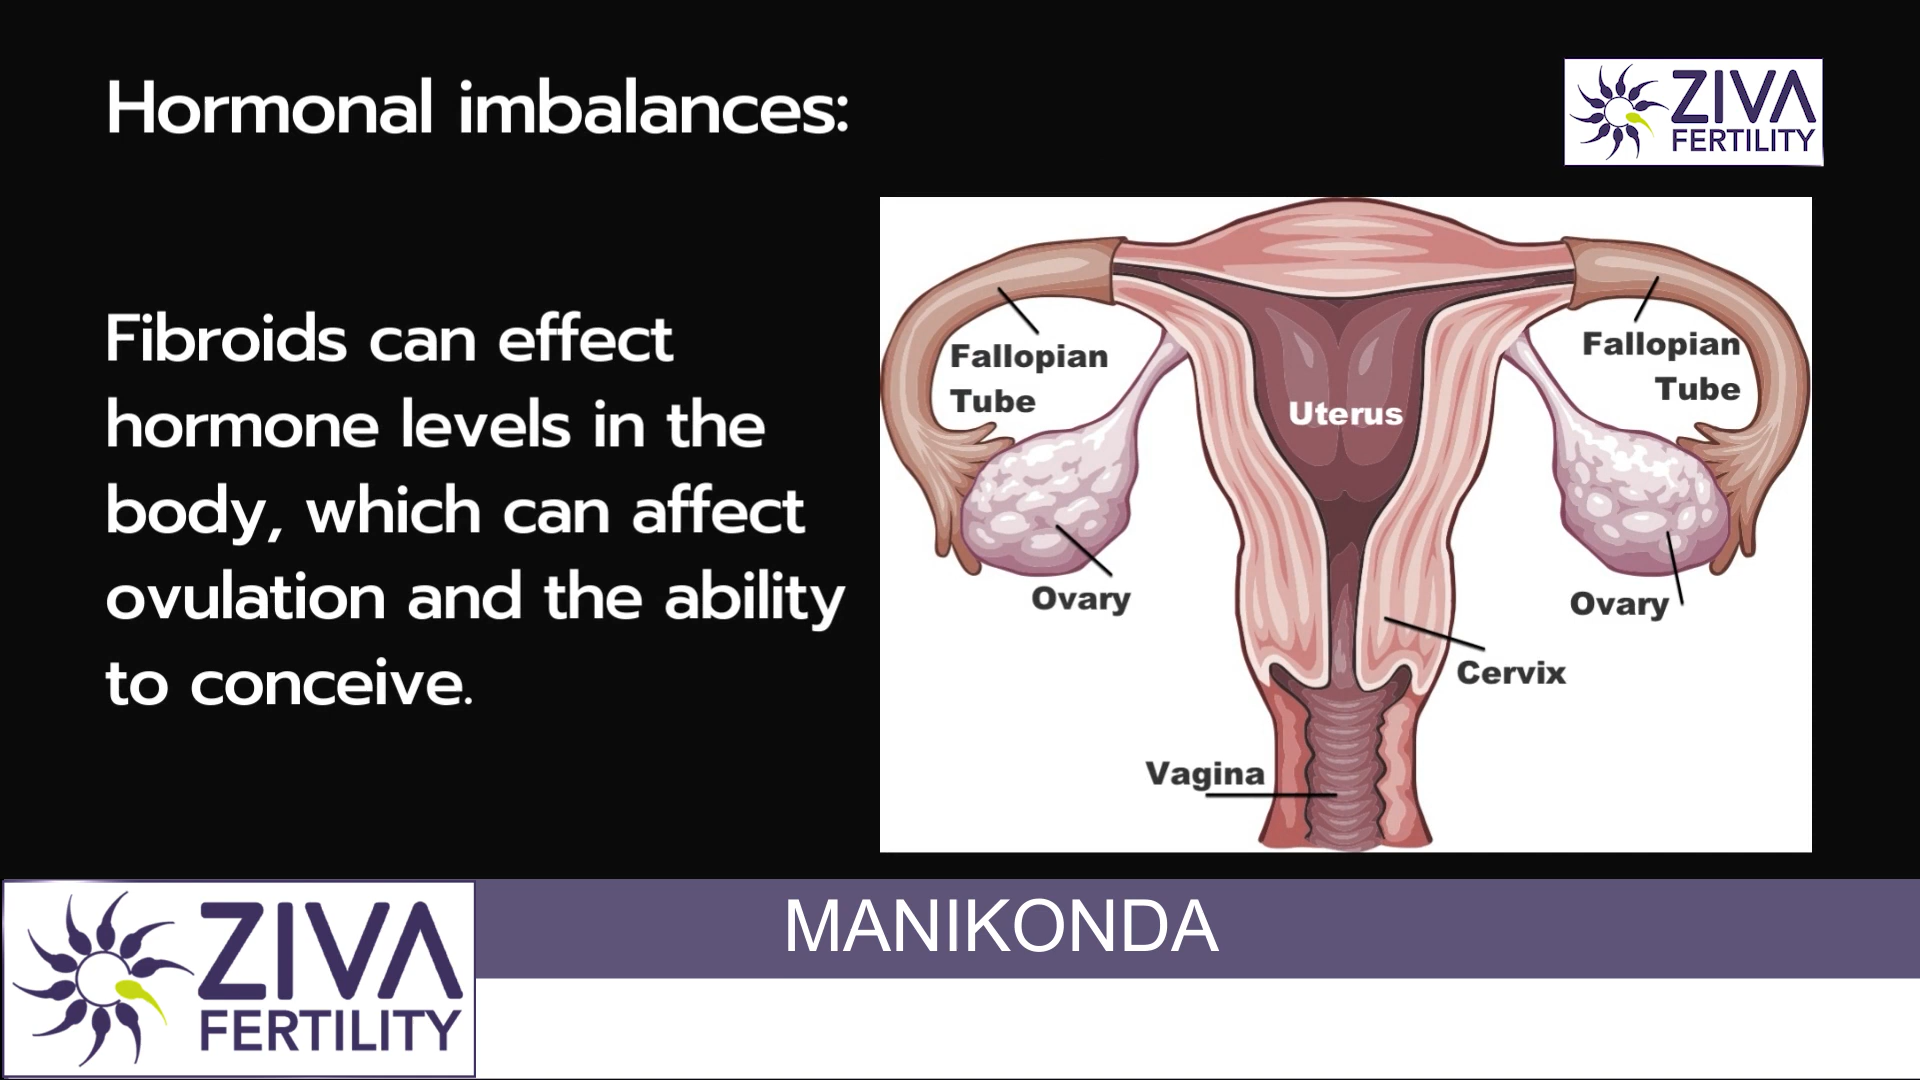 Hormonal imbalances:
ZIVA
FERTILITY
Fibroids can effect
hormone levels in the
body, which can affect
ovulation and the ability
to conceive.
Fallopian
Tube
Fallopian
Tube
Uterus
Ovary
Ovary
Cervix
Vagina
ZIVA
FERTILITY
MANIKONDA